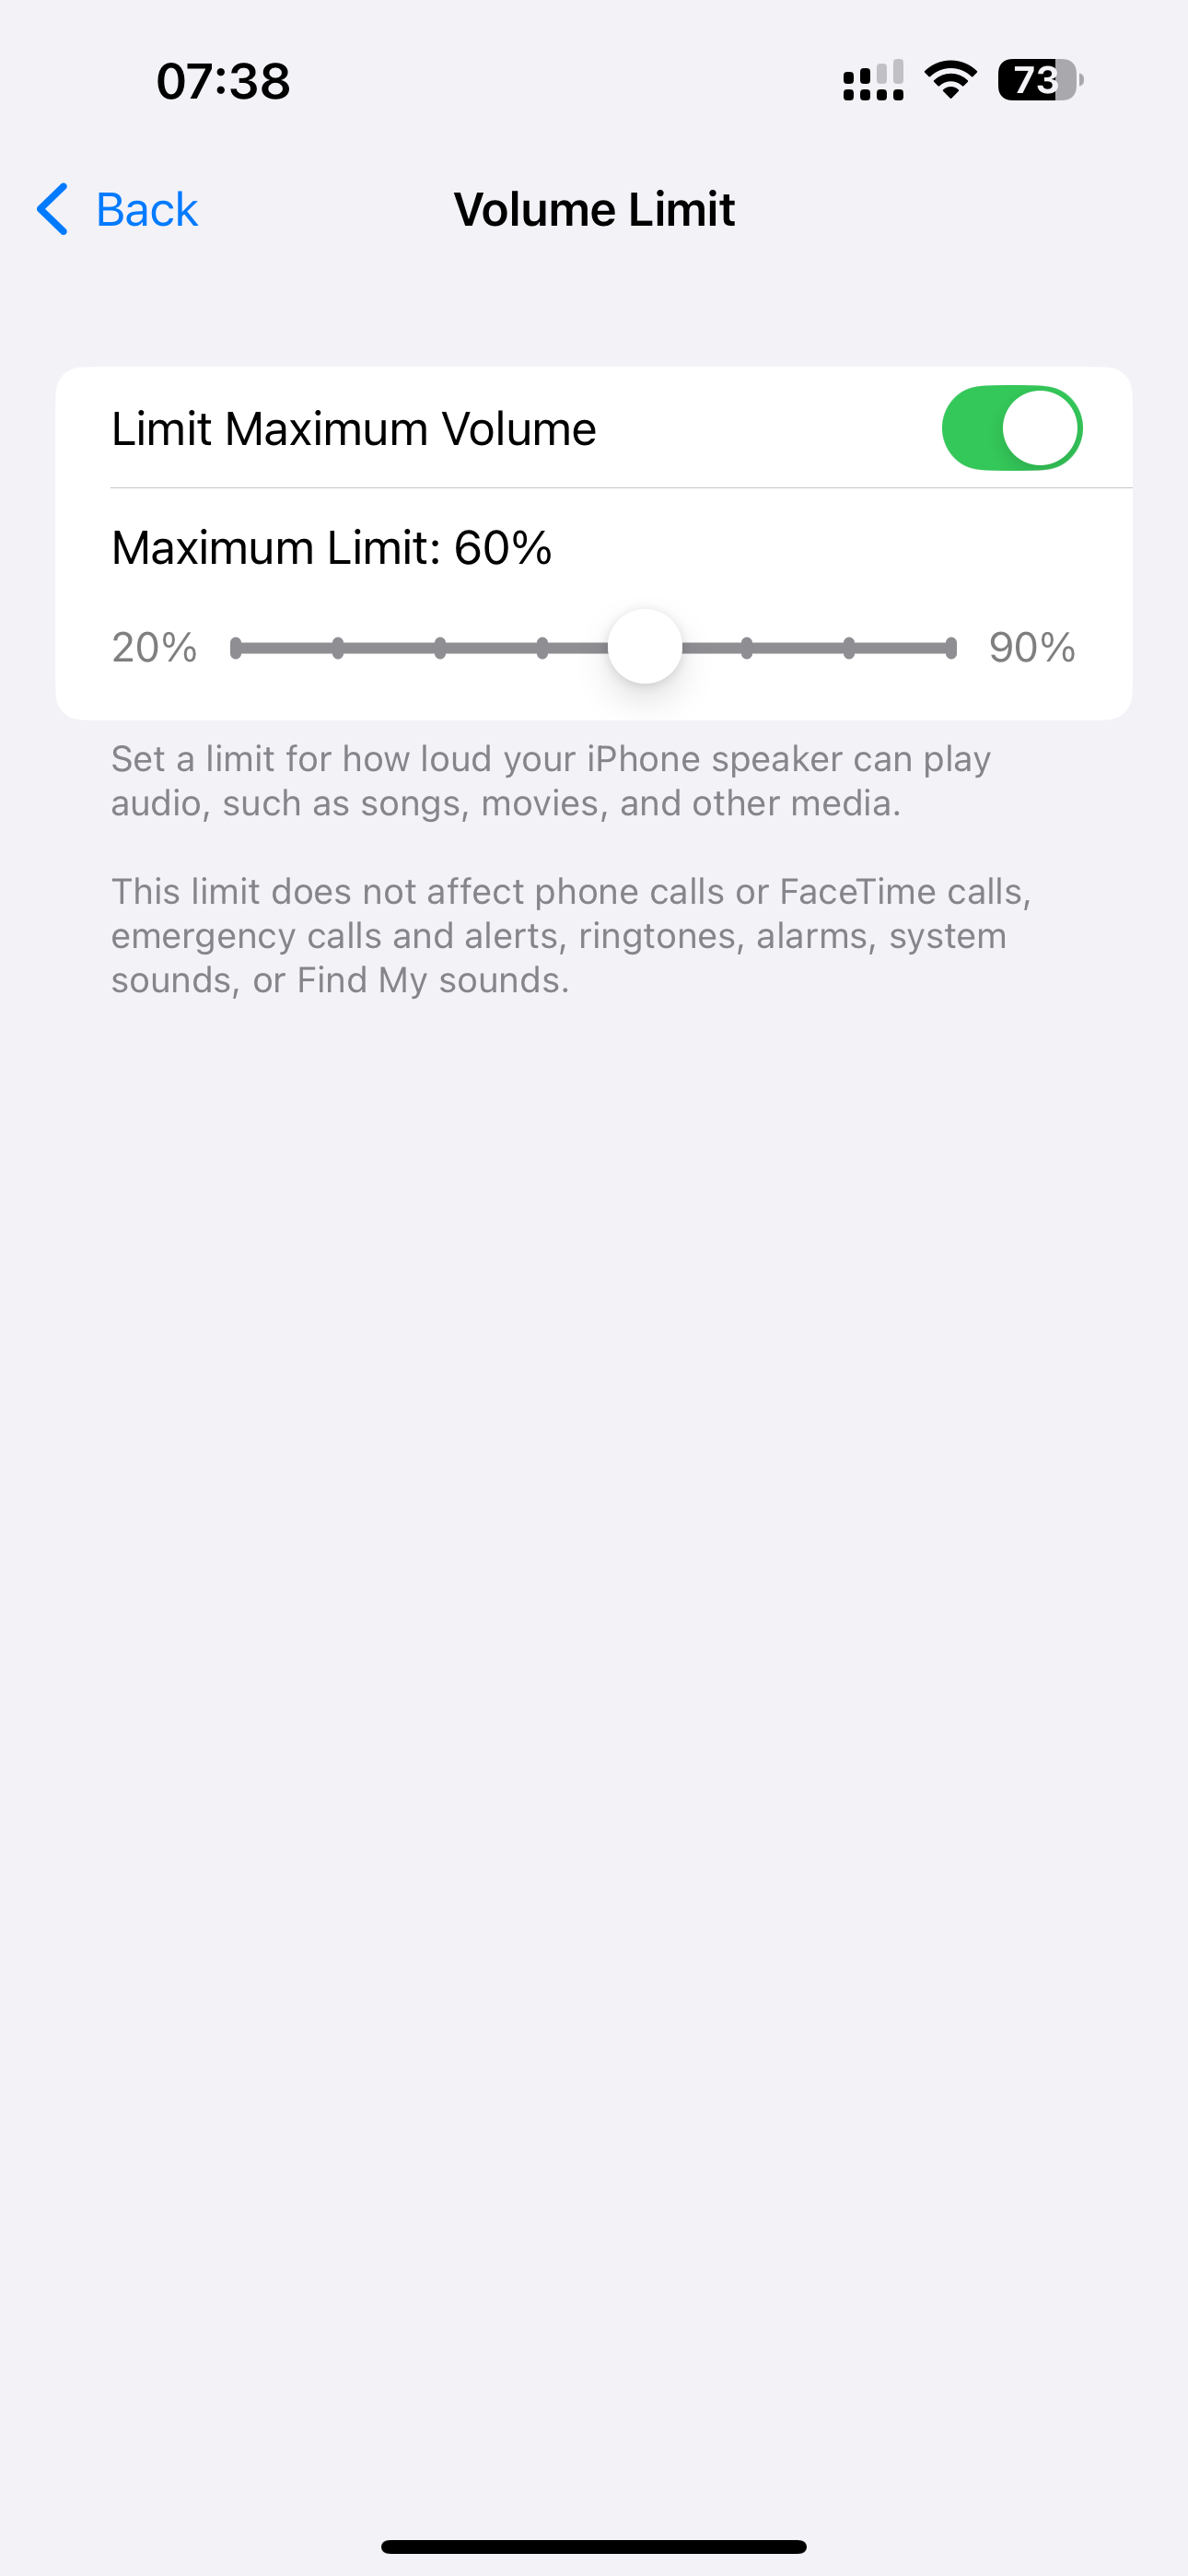 07:38
73
Back
Volume Limit
Limit Maximum Volume
Maximum Limit: 60%
20%
90%
Set a limit for how loud your iPhone speaker can play
audio, such as songs, movies, and other media.
This limit does not affect phone calls or FaceTime calls,
emergency calls and alerts, ringtones, alarms, system
sounds, or Find My sounds.